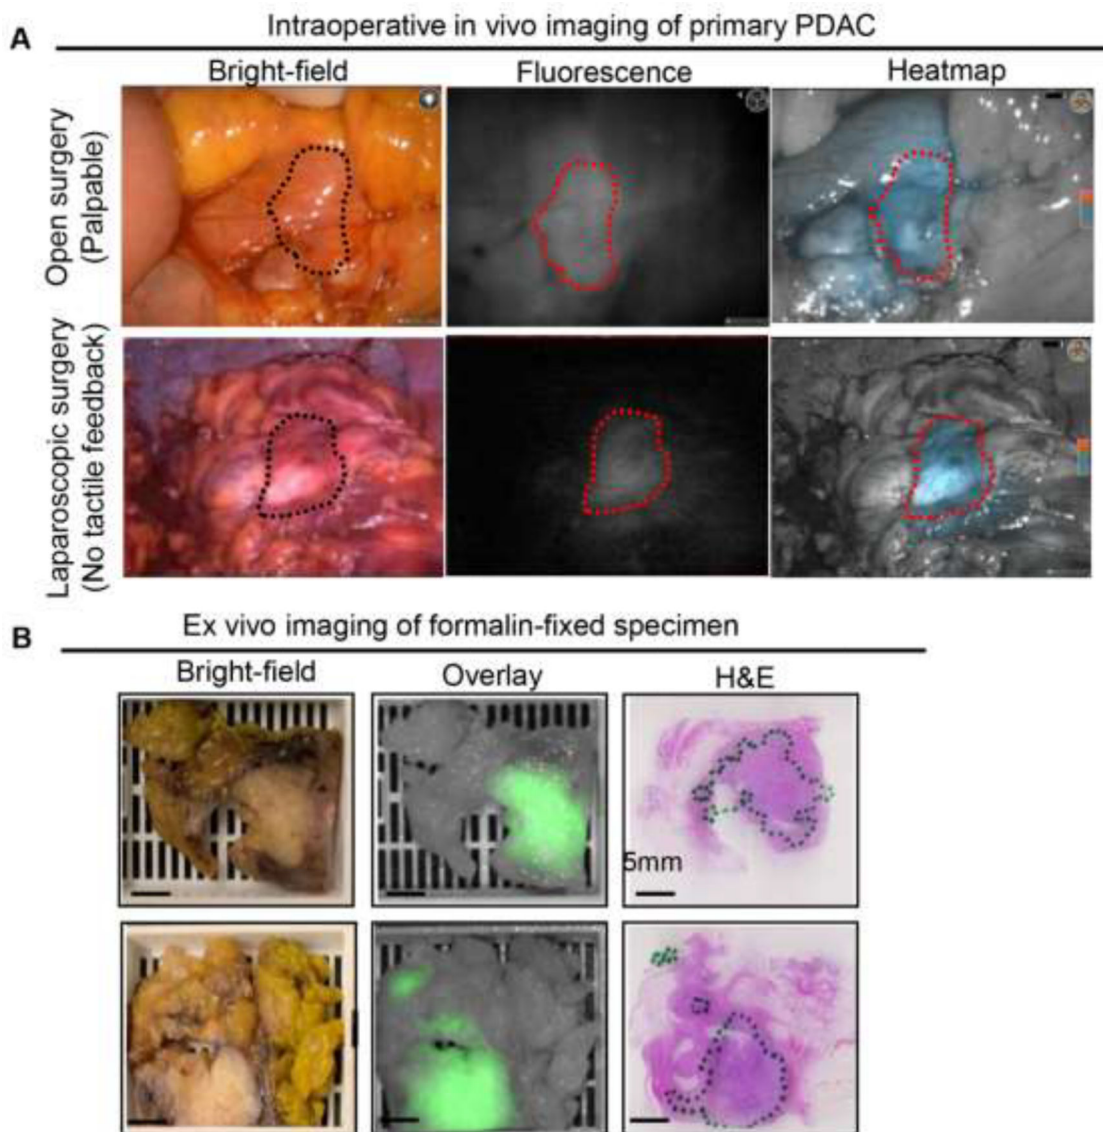 A
Intraoperative in vivo imaging of primary PDAC
Bright-field
Fluorescence
Heatmap
Open surgery
(Palpable)
Laparoscopic surgery
(No tactile feedback)
B
Ex vivo imaging of formalin-fixed specimen
Bright-field
Overlay
H&E
5mm